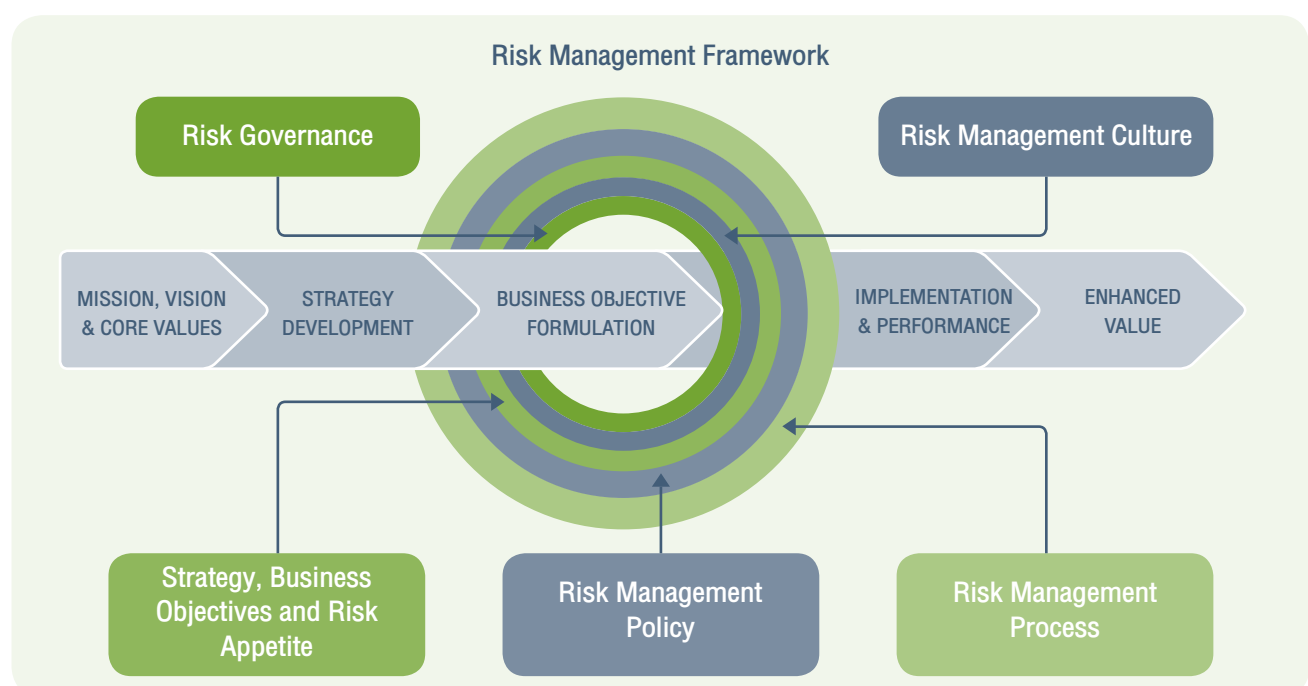 Risk Management Framework
Risk Governance
Risk Management Culture
MISSION, VISION
& CORE VALUES
STRATEGY
DEVELOPMENT
BUSINESS OBJECTIVE
FORMULATION
IMPLEMENTATION
& PERFORMANCE
ENHANCED
VALUE
Strategy, Business
Objectives and Risk
Appetite
Risk Management
Policy
Risk Management
Process